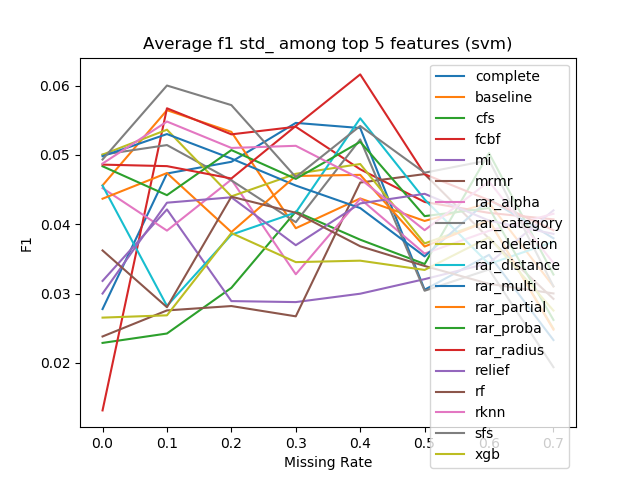 Average f1 std_ among top 5 features (svm)
0.06
0.05
0.04
0.03
0.02
F1
0.0 0.1 0.2 0.3 0.4 0.5 0.6 0.7
Missing Rate
complete
baseline
cfs
fcbf
mi
mrmr
rar_alpha
rar_category
rar_deletion
rar_distance
rar_multi
rar_partial
rar_proba
rar_radius
relief
rf
rknn
sfs
xgb